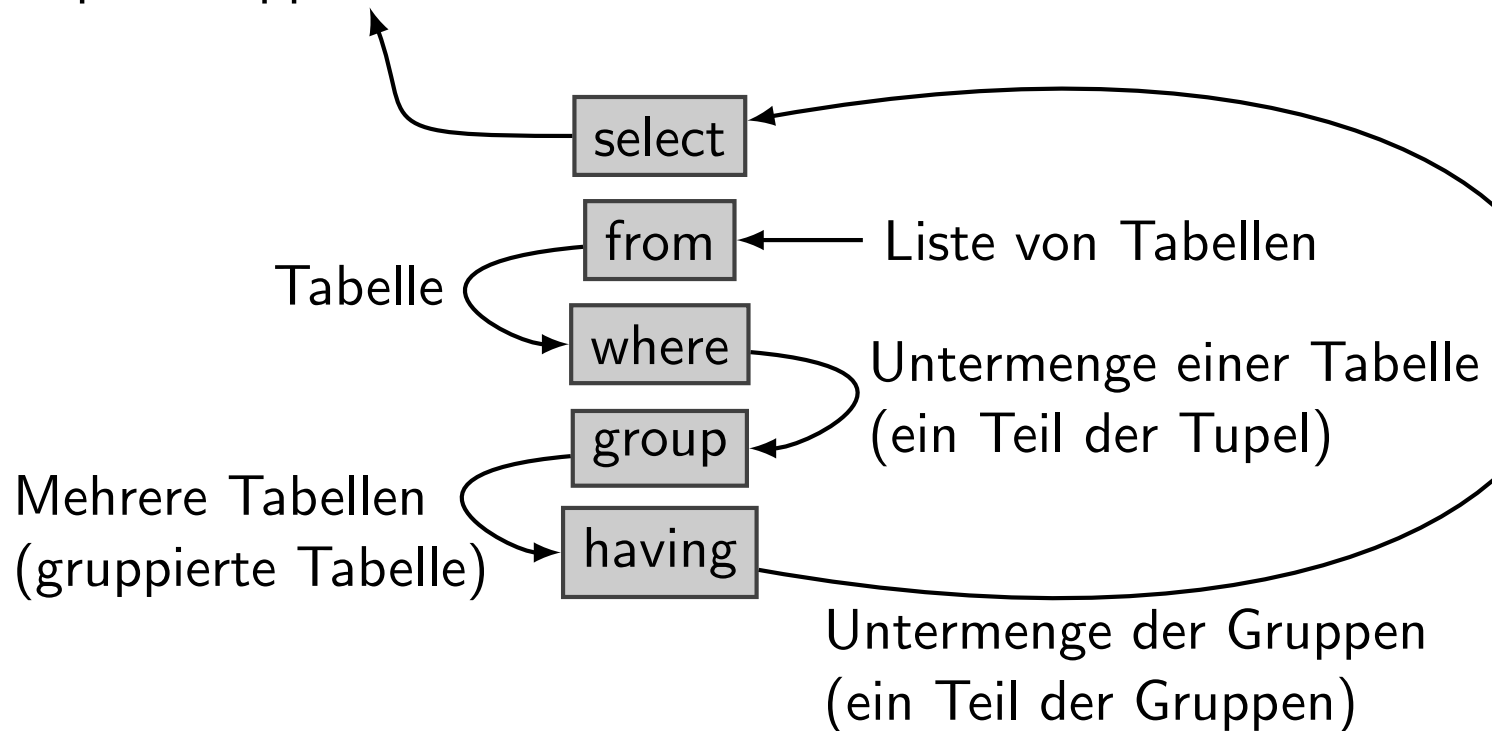 select
from
Liste von Tabellen
Tabelle
where
Untermenge einer Tabelle
(ein Teil der Tupel)
group
Mehrere Tabellen
(gruppierte Tabelle)
having
Untermenge der Gruppen
(ein Teil der Gruppen)